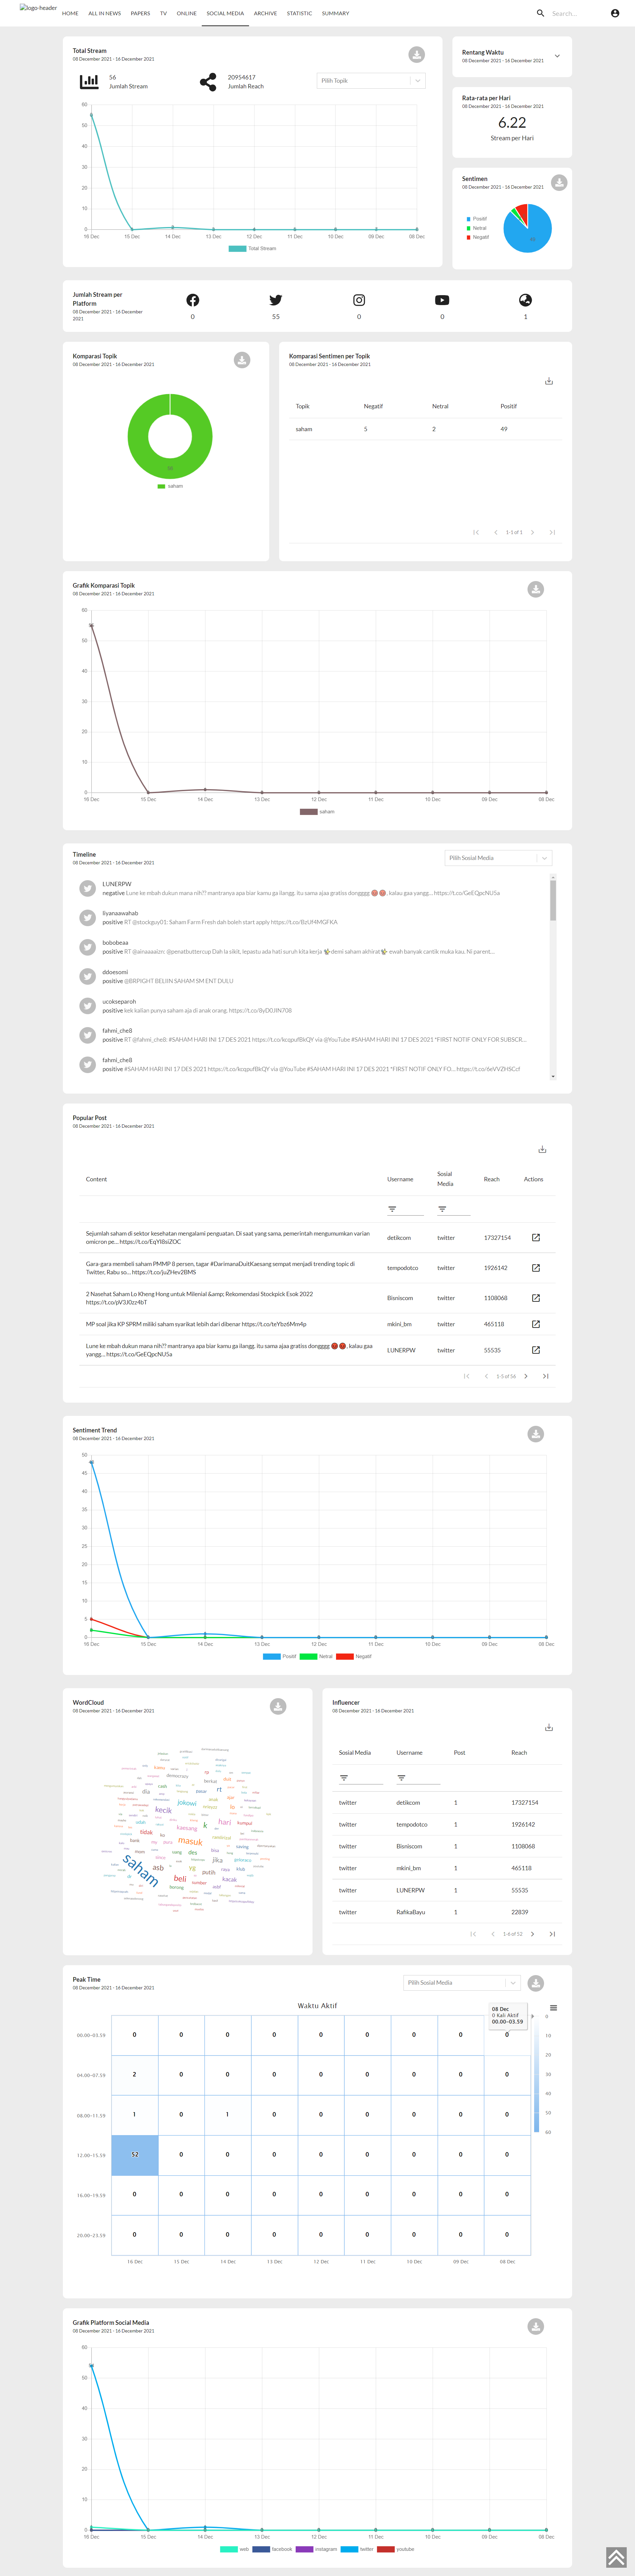 logo-header
HOME
ALL IN NEWS
PAPERS
TV
ONLINE
SOCIAL MEDIA
ARCHIVE
STATISTIC
SUMMARY
Search...
Total Stream
08 December 2021 - 16 December 2021
56
Jumlah Stream
20954617
Jumlah Reach
Pilih Topik
60
50
40
30
20
10
0
16 Dec 15 Dec 14 Dec 13 Dec 12 Dec 11 Dec 10 Dec 09 Dec 08 Dec
Total Stream
Rentang Waktu
08 December 2021 - 16 December 2021
Rata-rata per Hari
08 December 2021 - 16 December 2021
6.22
Stream per Hari
Sentimen
08 December 2021 - 16 December 2021
Positif
Netral
Negatif
Jumlah Stream per
Platform
08 December 2021 - 16 December
2021
0
55
0
0
1
Komparasi Topik
08 December 2021 - 16 December 2021
saham
Komparasi Sentimen per Topik
08 December 2021 - 16 December 2021
Topik Negatif Netral Positif
saham 5 2 49
1-1 of 1
Grafik Komparasi Topik
08 December 2021 - 16 December 2021
60
50
40
30
20
10
0
16 Dec 15 Dec 14 Dec 13 Dec 12 Dec 11 Dec 10 Dec 09 Dec 08 Dec
saham
Timeline
08 December 2021 - 16 December 2021
Pilih Sosial Media
LUNERPW
negative Lune ke mbah dukun mana nih?? mantranya apa biar kamu ga ilangg. itu sama ajaa gratiss dongggg 🥵🥵, kalau gaa yangg... https://t.co/GeEQpcNU5a
liyanaawahab
positive RT @stockguy01: Saham Farm Fresh dah boleh start apply https://t.co/BzUf4MGFKA
bobobeaa
positive
ddoesomi
positive @BRPIGHT BELIIN SAHAM SM ENT DULU
ucokseparoh
positive kek kalian punya saham aja di anak orang.
fahmi_che8
positive RT @fahmi_che8: #SAHAM HARI INI 17 DES 2021 https://t.co/kcqpufBkQY via @YouTube #SAHAM HARI INI 17 DES 2021 *FIRST NOTIF ONLY FOR SUBSCR...
fahmi_che8
positive #SAHAM HARI INI 17 DES 2021 https://t.co/kcqpufBkQY via @YouTube #SAHAM HARI INI 17 DES 2021 *FIRST NOTIF ONLY FO... https://t.co/6eVVZHSCzf
Popular Post
08 December 2021 - 16 December 2021
Content Username Sosial Media Reach Actions
Sejumlah saham di sektor kesehatan mengalami penguatan. Di saat yang sama, pemerintah mengumumkan varian
omicron pe... https://t.co/EqYI8siZOC
detikcom twitter 17327154
Gara-gara membeli saham PMMP 8 persen, tagar #DarimanaDuitKaesang sempat menjadi trending topic di
Twitter, Rabu so... https://t.co/juZHev2BMS
tempodotco twitter 1926142
2 Nasehat Saham Lo Kheng Hong untuk Milenial &amp; Rekomendasi Stockpick Esok 2022
https://t.co/pV3J0zz4bT
Bisniscom twitter 1108068
MP soal jika KP SPRM miliki saham syarikat lebih dari dibenar https://t.co/teYbz6Mm4p
mkini_bm twitter 465118
Lune ke mbah dukun mana nih?? mantranya apa biar kamu ga ilangg. itu sama ajaa gratiss dongggg 🥵🥵, kalau gaa
yangg... https://t.co/GeEQpcNU5a
LUNERPW twitter 55535
1-5 of 56
Sentiment Trend
08 December 2021 - 16 December 2021
50
45
40
35
30
25
20
15
10
5
0
16 Dec 15 Dec 14 Dec 13 Dec 12 Dec 11 Dec 10 Dec 09 Dec 08 Dec
Positif Netral Negatif
WordCloud
08 December 2021 - 16 December 2021
jokowi
kecik
hari
kaesang
k
tidak
masuk
des
jika
saham
asb
putih
beli
kacak
borong
rt
dia
Influencer
08 December 2021 - 16 December 2021
Sosial Media Username Post Reach
twitter detikcom 1 17327154
twitter tempodotco 1 1926142
twitter Bisniscom 1 1108068
twitter mkini_bm 1 465118
twitter LUNERPW 1 55535
twitter RafikaBayu 1 22839
1-6 of 52
Peak Time
08 December 2021 - 16 December 2021
Pilih Sosial Media
Waktu Aktif
08 Dec
0 Kali Aktif
00.00-03.59
00.00-03.59 0 0 0 0 0 0 0 0 0
04.00-07.59 2 0 0 0 0 0 0 0 0
08.00-11.59 1 0 1 0 0 0 0 0 0
12.00-15.59 52 0 0 0 0 0 0 0 0
16.00-19.59 0 0 0 0 0 0 0 0 0
20.00-23.59 0 0 0 0 0 0 0 0 0
16 Dec 15 Dec 14 Dec 13 Dec 12 Dec 11 Dec 10 Dec 09 Dec 08 Dec
0
10
20
30
40
50
60
Grafik Platform Social Media
08 December 2021 - 16 December 2021
60
50
40
30
20
10
0
16 Dec 15 Dec 14 Dec 13 Dec 12 Dec 11 Dec 10 Dec 09 Dec 08 Dec
web facebook instagram twitter youtube